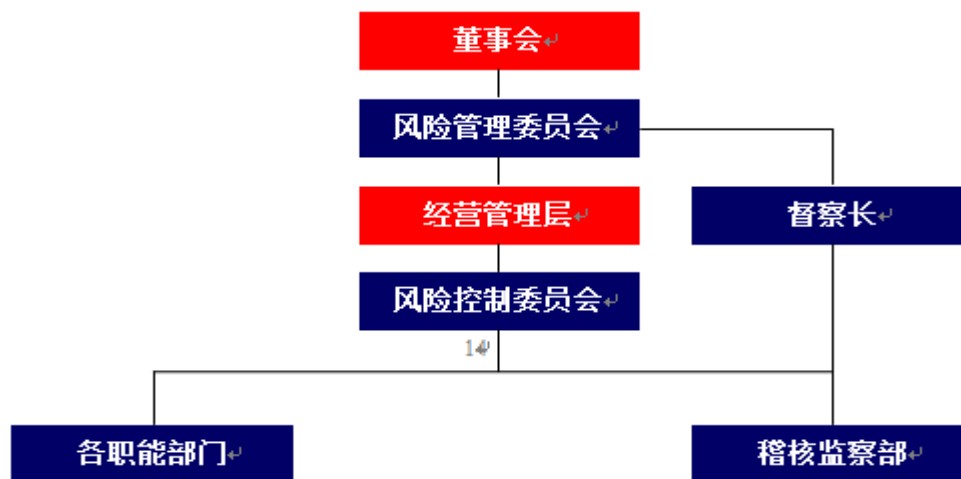 董事会
风险管理委员会
经营管理层
督察长
风险控制委员会
14
各职能部门
稽核监察部